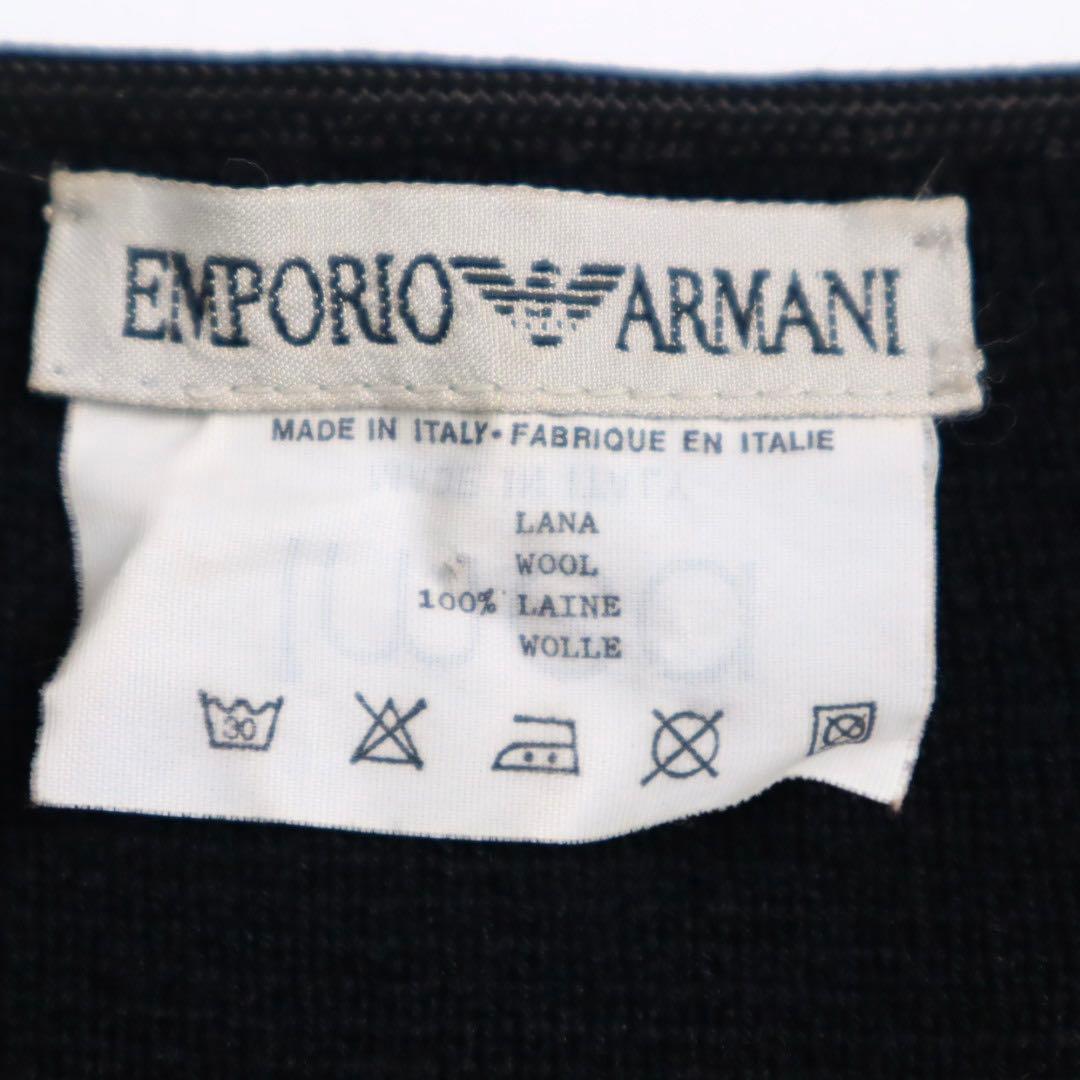 EMPORIO ARMANI
MADE IN ITALY • FABRIQUE EN ITALIE
LANA
WOOL
100% LAINE
WOLLE
30